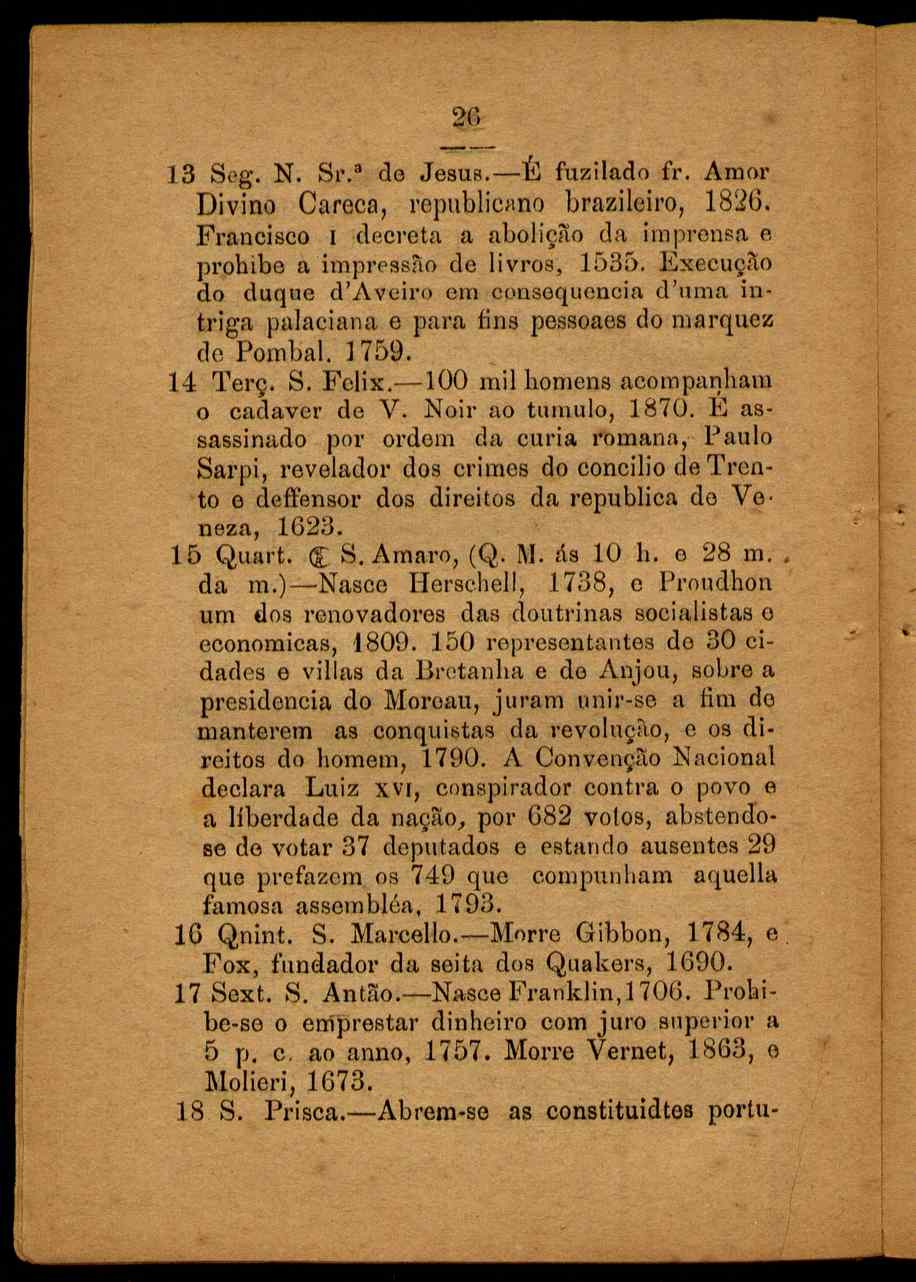 26
13 Seg. N. Sr.ª de Jesus.—É fuzilado fr. Amor
Divino Careca, republicano brazileiro, 1826.
Francisco I decreta a abolição da imprensa e
prohibe a impressão de livros, 1535. Execução
do duque d'Aveiro em consequencia d'uma in-
triga palaciana e para fins pessoaes do marquez
de Pombal. 1759.
14 Terç. S. Felix.—100 mil homens acompanham
o cadaver de V. Noir ao tumulo, 1870. É as-
sassinado por ordem da curia romana, Paulo
Sarpi, revelador dos crimes do concilio de Tren-
to e deffensor dos direitos da republica de Ve-
neza, 1623.
15 Quart. ☾ S. Amaro, (Q. M. ás 10 h. e 28 m.
da m.)—Nasce Herschell, 1738, e Proudhon
um dos renovadores das doutrinas socialistas e
economicas, 1809. 150 representantes de 30 ci-
dades e villas da Bretanha e de Anjou, sobre a
presidencia do Moreau, juram unir-se a fim de
manterem as conquistas da revolução, e os di-
reitos do homem, 1790. A Convenção Nacional
declara Luiz XVI, conspirador contra o povo e
a líberdade da nação, por 682 votos, abstendo-
se de votar 37 deputados e estando ausentes 29
que prefazem os 749 que compunham aquella
famosa assembléa, 1793.
16 Qnint. S. Marcello.—Morre Gibbon, 1784, e
Fox, fundador da seita dos Quakers, 1690.
17 Sext. S. Antão.—Nasce Franklin, 1706. Prohi-
be-se o emprestar dinheiro com juro superior a
5 p. c. ao anno, 1757. Morre Vernet, 1863, e
Molieri, 1673.
18 S. Prisca.—Abrem-se as constituidtes portu-